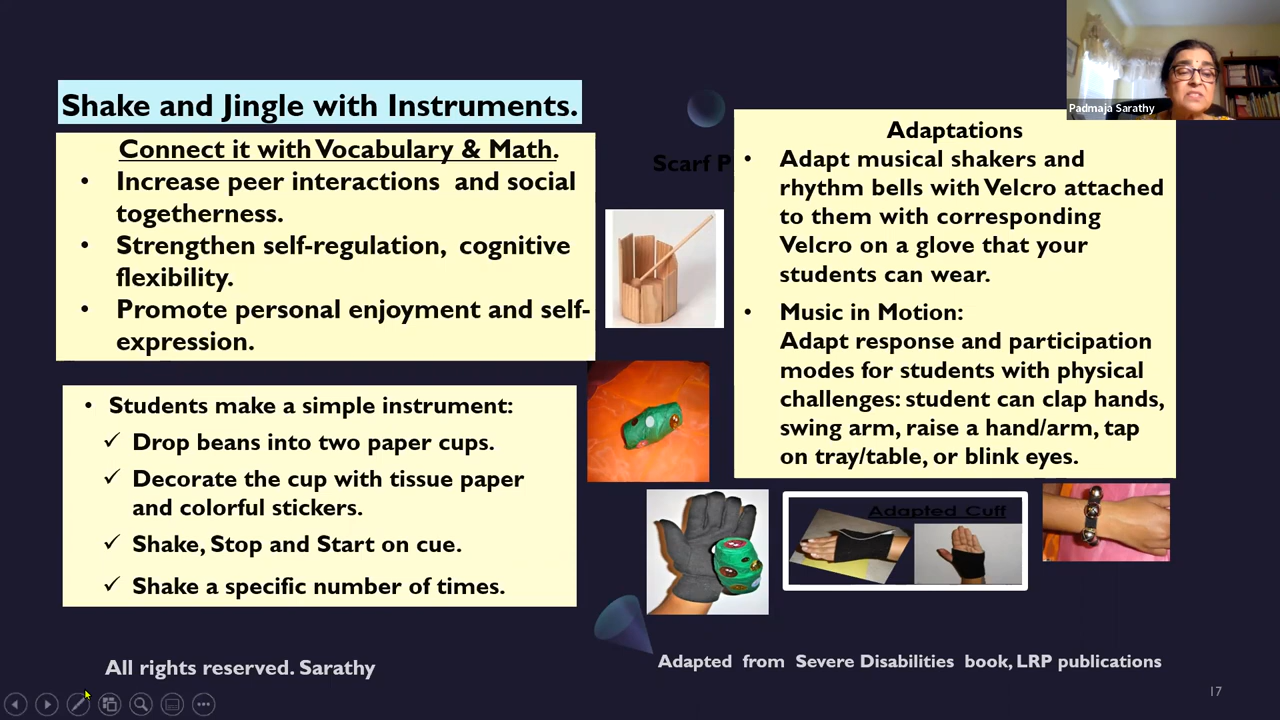 Shake and Jingle with Instruments.
Connect it with Vocabulary & Math.
• Increase peer interactions and social
togetherness.
• Strengthen self-regulation, cognitive
flexibility.
• Promote personal enjoyment and self-
expression.
• Students make a simple instrument:
✓ Drop beans into two paper cups.
✓ Decorate the cup with tissue paper
and colorful stickers.
✓ Shake, Stop and Start on cue.
✓ Shake a specific number of times.
Scarf P
Adaptations
• Adapt musical shakers and
rhythm bells with Velcro attached
to them with corresponding
Velcro on a glove that your
students can wear.
• Music in Motion:
Adapt response and participation
modes for students with physical
challenges: student can clap hands,
swing arm, raise a hand/arm, tap
on tray/table, or blink eyes.
Adapted Cuff
Padmaja Sarathy
All rights reserved. Sarathy
Adapted from Severe Disabilities book, LRP publications
17